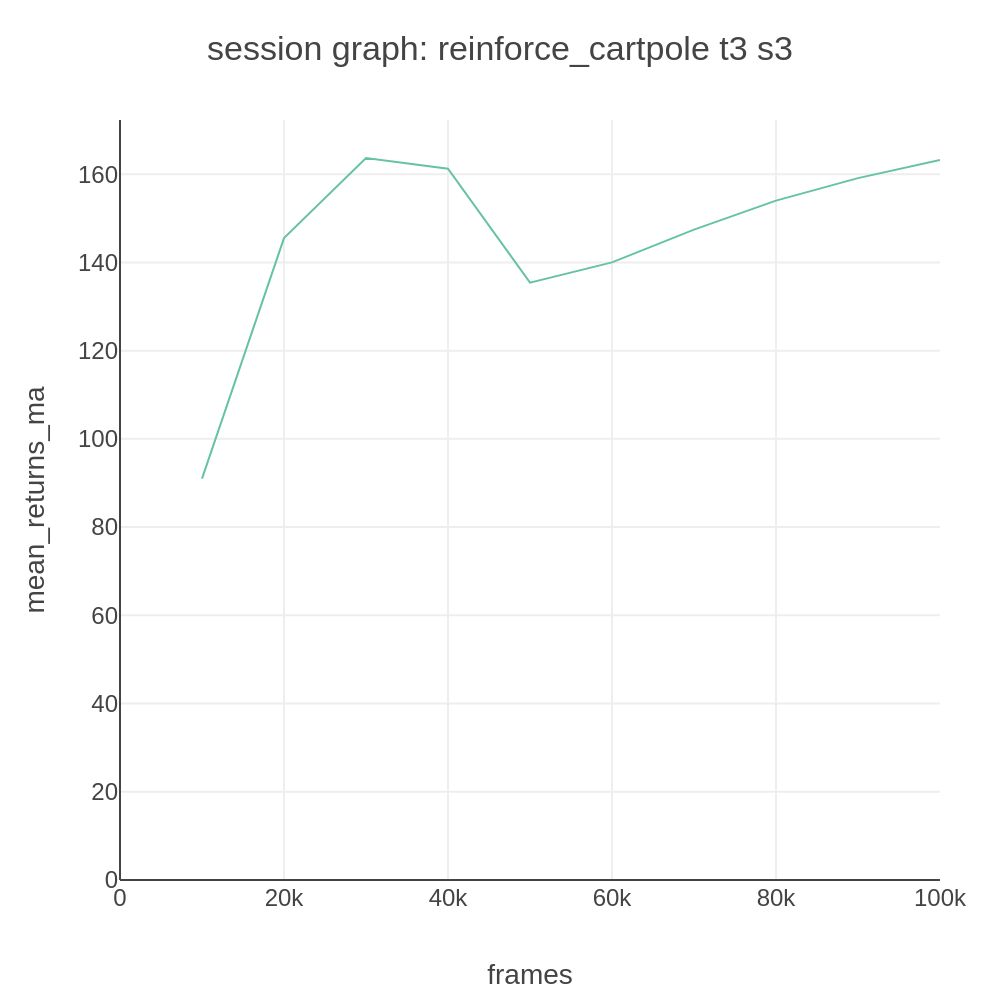 session graph: reinforce_cartpole t3 s3
mean_returns_ma
160
140
120
100
80
60
40
20
0
0
20k
40k
60k
80k
100k
frames